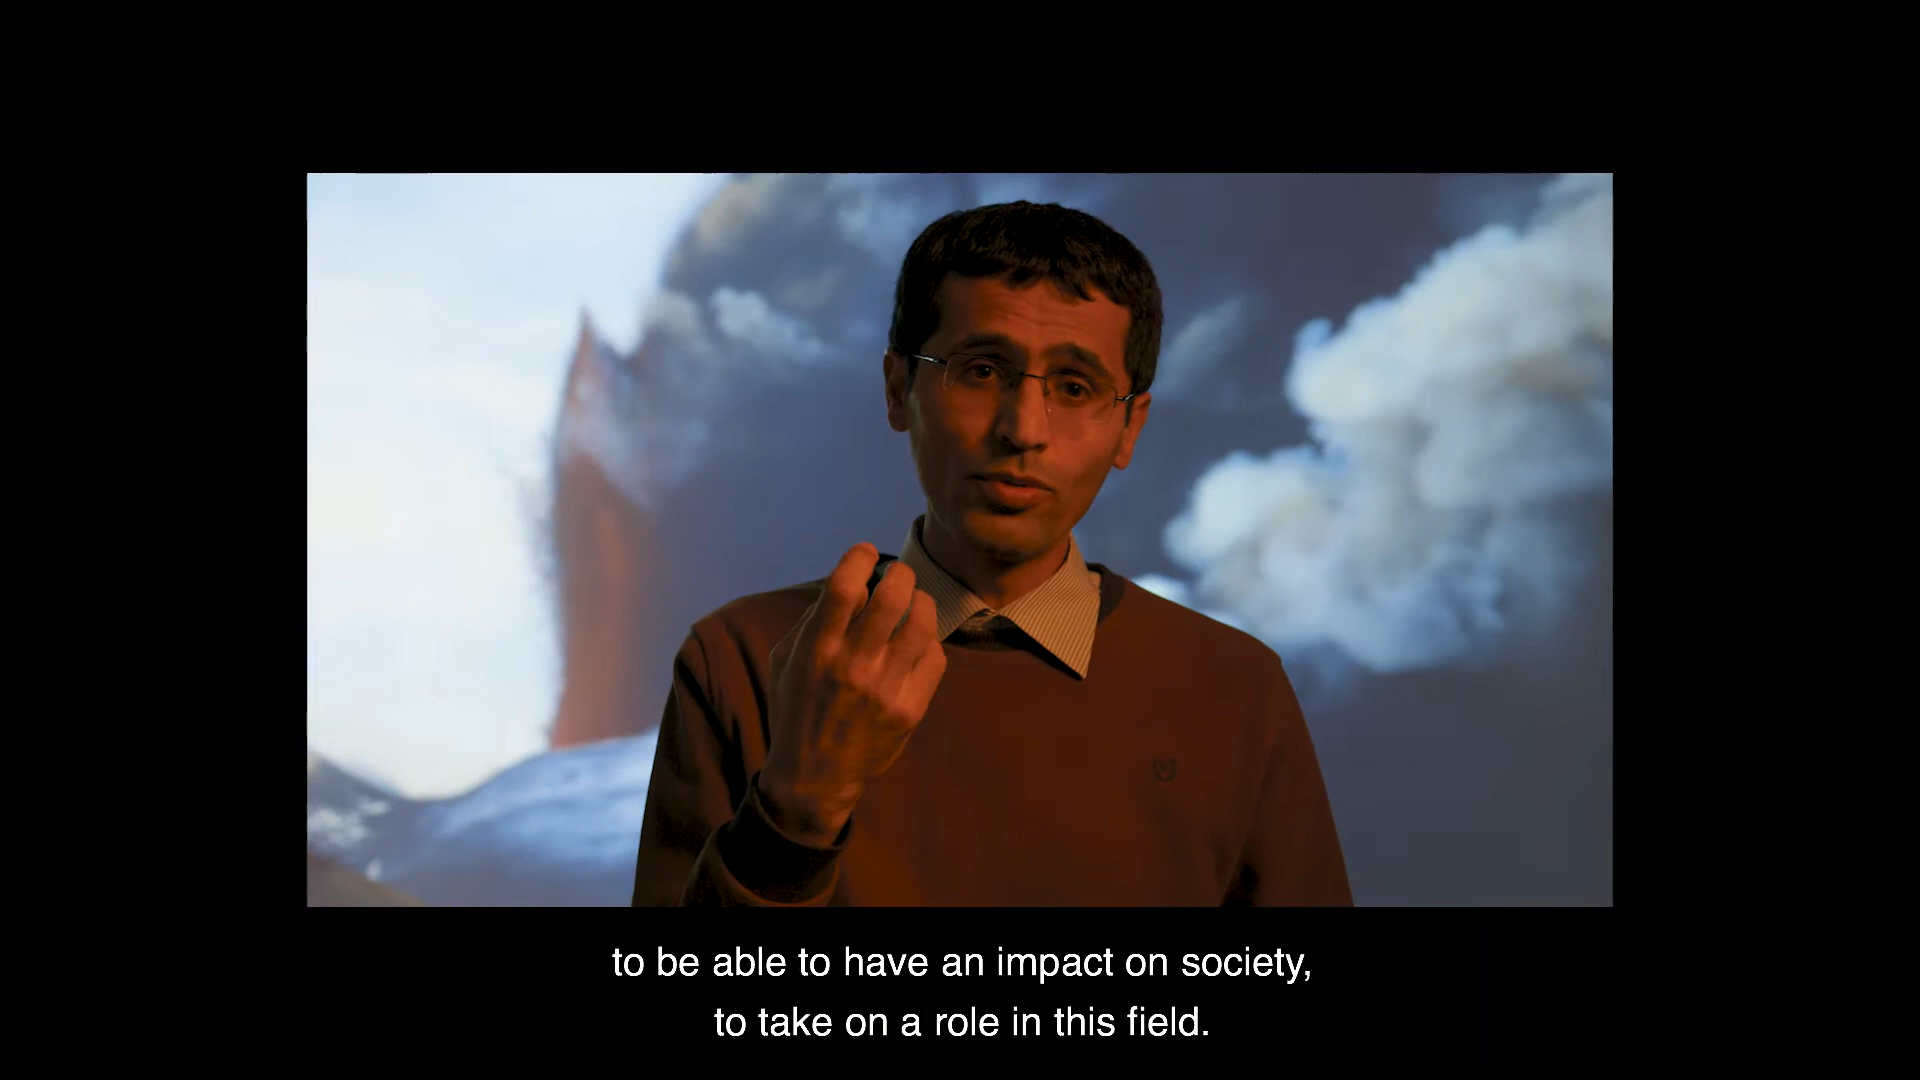 to be able to have an impact on society,
to take on a role in this field.